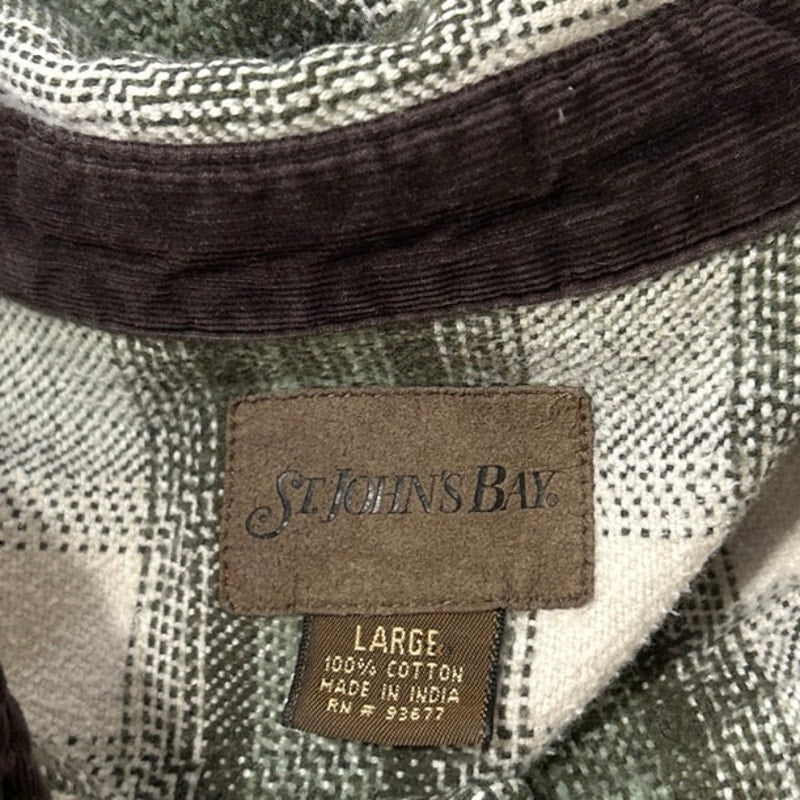 ST. JOHN'S BAY®
LARGE
100% COTTON
MADE IN INDIA
RN # 93677